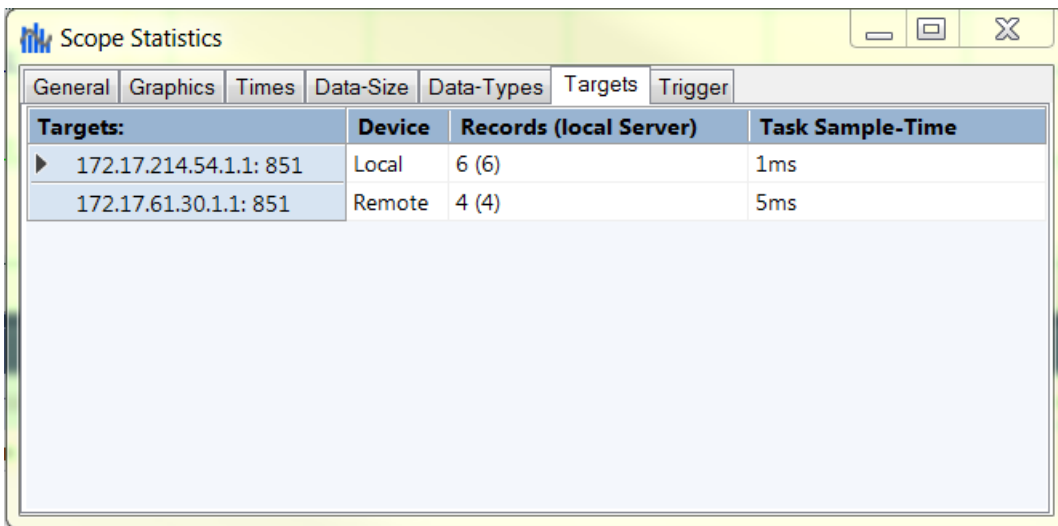 Scope Statistics
General Graphics Times Data-Size Data-Types Targets Trigger
Targets: Device Records (local Server) Task Sample-Time
172.17.214.54.1.1: 851 Local 6 (6) 1ms
172.17.61.30.1.1: 851 Remote 4 (4) 5ms